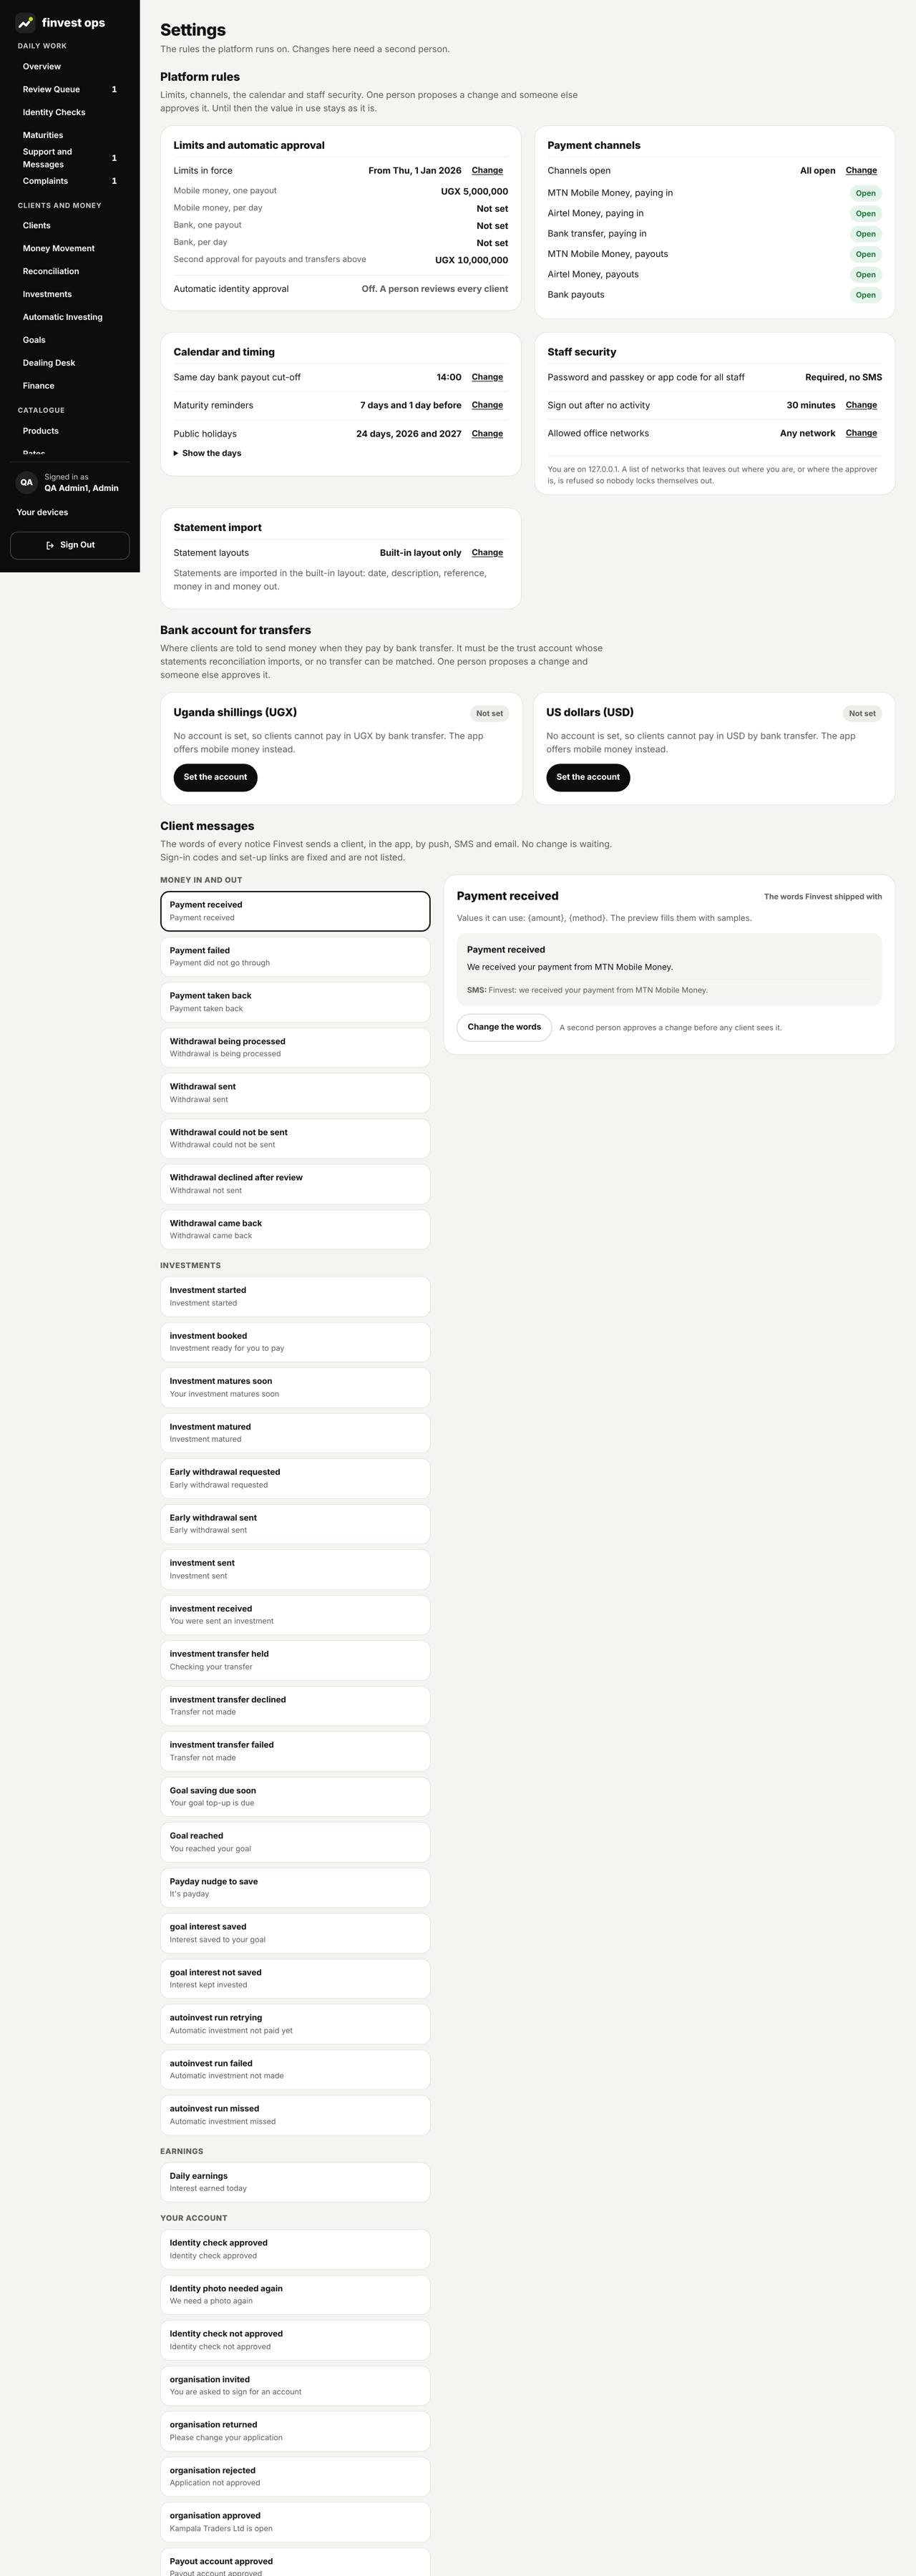 finvest ops
DAILY WORK
Overview
Review Queue 1
Identity Checks
Maturities
Support and
Messages 1
Complaints 1
CLIENTS AND MONEY
Clients
Money Movement
Reconciliation
Investments
Automatic Investing
Goals
Dealing Desk
Finance
CATALOGUE
Products
Rates
QA
Signed in as
QA Admin1, Admin
Your devices
Sign Out
Settings
The rules the platform runs on. Changes here need a second person.
Platform rules
Limits, channels, the calendar and staff security. One person proposes a change and someone else
approves it. Until then the value in use stays as it is.
Limits and automatic approval
Limits in force From Thu, 1 Jan 2026 Change
Mobile money, one payout UGX 5,000,000
Mobile money, per day Not set
Bank, one payout Not set
Bank, per day Not set
Second approval for payouts and transfers above UGX 10,000,000
Automatic identity approval Off. A person reviews every client
Payment channels
Channels open All open Change
MTN Mobile Money, paying in Open
Airtel Money, paying in Open
Bank transfer, paying in Open
MTN Mobile Money, payouts Open
Airtel Money, payouts Open
Bank payouts Open
Calendar and timing
Same day bank payout cut-off 14:00 Change
Maturity reminders 7 days and 1 day before Change
Public holidays 24 days, 2026 and 2027 Change
Show the days
Staff security
Password and passkey or app code for all staff Required, no SMS
Sign out after no activity 30 minutes Change
Allowed office networks Any network Change
You are on 127.0.0.1. A list of networks that leaves out where you are, or where the approver
is, is refused so nobody locks themselves out.
Statement import
Statement layouts Built-in layout only Change
Statements are imported in the built-in layout: date, description, reference,
money in and money out.
Bank account for transfers
Where clients are told to send money when they pay by bank transfer. It must be the trust account whose
statements reconciliation imports, or no transfer can be matched. One person proposes a change and
someone else approves it.
Uganda shillings (UGX) Not set
No account is set, so clients cannot pay in UGX by bank transfer. The app
offers mobile money instead.
Set the account
US dollars (USD) Not set
No account is set, so clients cannot pay in USD by bank transfer. The app
offers mobile money instead.
Set the account
Client messages
The words of every notice Finvest sends a client, in the app, by push, SMS and email. No change is waiting.
Sign-in codes and set-up links are fixed and are not listed.
MONEY IN AND OUT
Payment received
Payment received
Payment failed
Payment did not go through
Payment taken back
Payment taken back
Withdrawal being processed
Withdrawal is being processed
Withdrawal sent
Withdrawal sent
Withdrawal could not be sent
Withdrawal could not be sent
Withdrawal declined after review
Withdrawal not sent
Withdrawal came back
Withdrawal came back
INVESTMENTS
Investment started
Investment started
investment booked
Investment ready for you to pay
Investment matures soon
Your investment matures soon
Investment matured
Investment matured
Early withdrawal requested
Early withdrawal requested
Early withdrawal sent
Early withdrawal sent
investment sent
Investment sent
investment received
You were sent an investment
investment transfer held
Checking your transfer
investment transfer declined
Transfer not made
investment transfer failed
Transfer not made
Goal saving due soon
Your goal top-up is due
Goal reached
You reached your goal
Payday nudge to save
It's payday
goal interest saved
Interest saved to your goal
goal interest not saved
Interest kept invested
autoinvest run retrying
Automatic investment not paid yet
autoinvest run failed
Automatic investment not made
autoinvest run missed
Automatic investment missed
EARNINGS
Daily earnings
Interest earned today
YOUR ACCOUNT
Identity check approved
Identity check approved
Identity photo needed again
We need a photo again
Identity check not approved
Identity check not approved
organisation invited
You are asked to sign for an account
organisation returned
Please change your application
organisation rejected
Application not approved
organisation approved
Kampala Traders Ltd is open
Payout account approved
Payout account approved
Payment received The words Finvest shipped with
Values it can use: {amount}, {method}. The preview fills them with samples.
Payment received
We received your payment from MTN Mobile Money.
SMS: Finvest: we received your payment from MTN Mobile Money.
Change the words A second person approves a change before any client sees it.